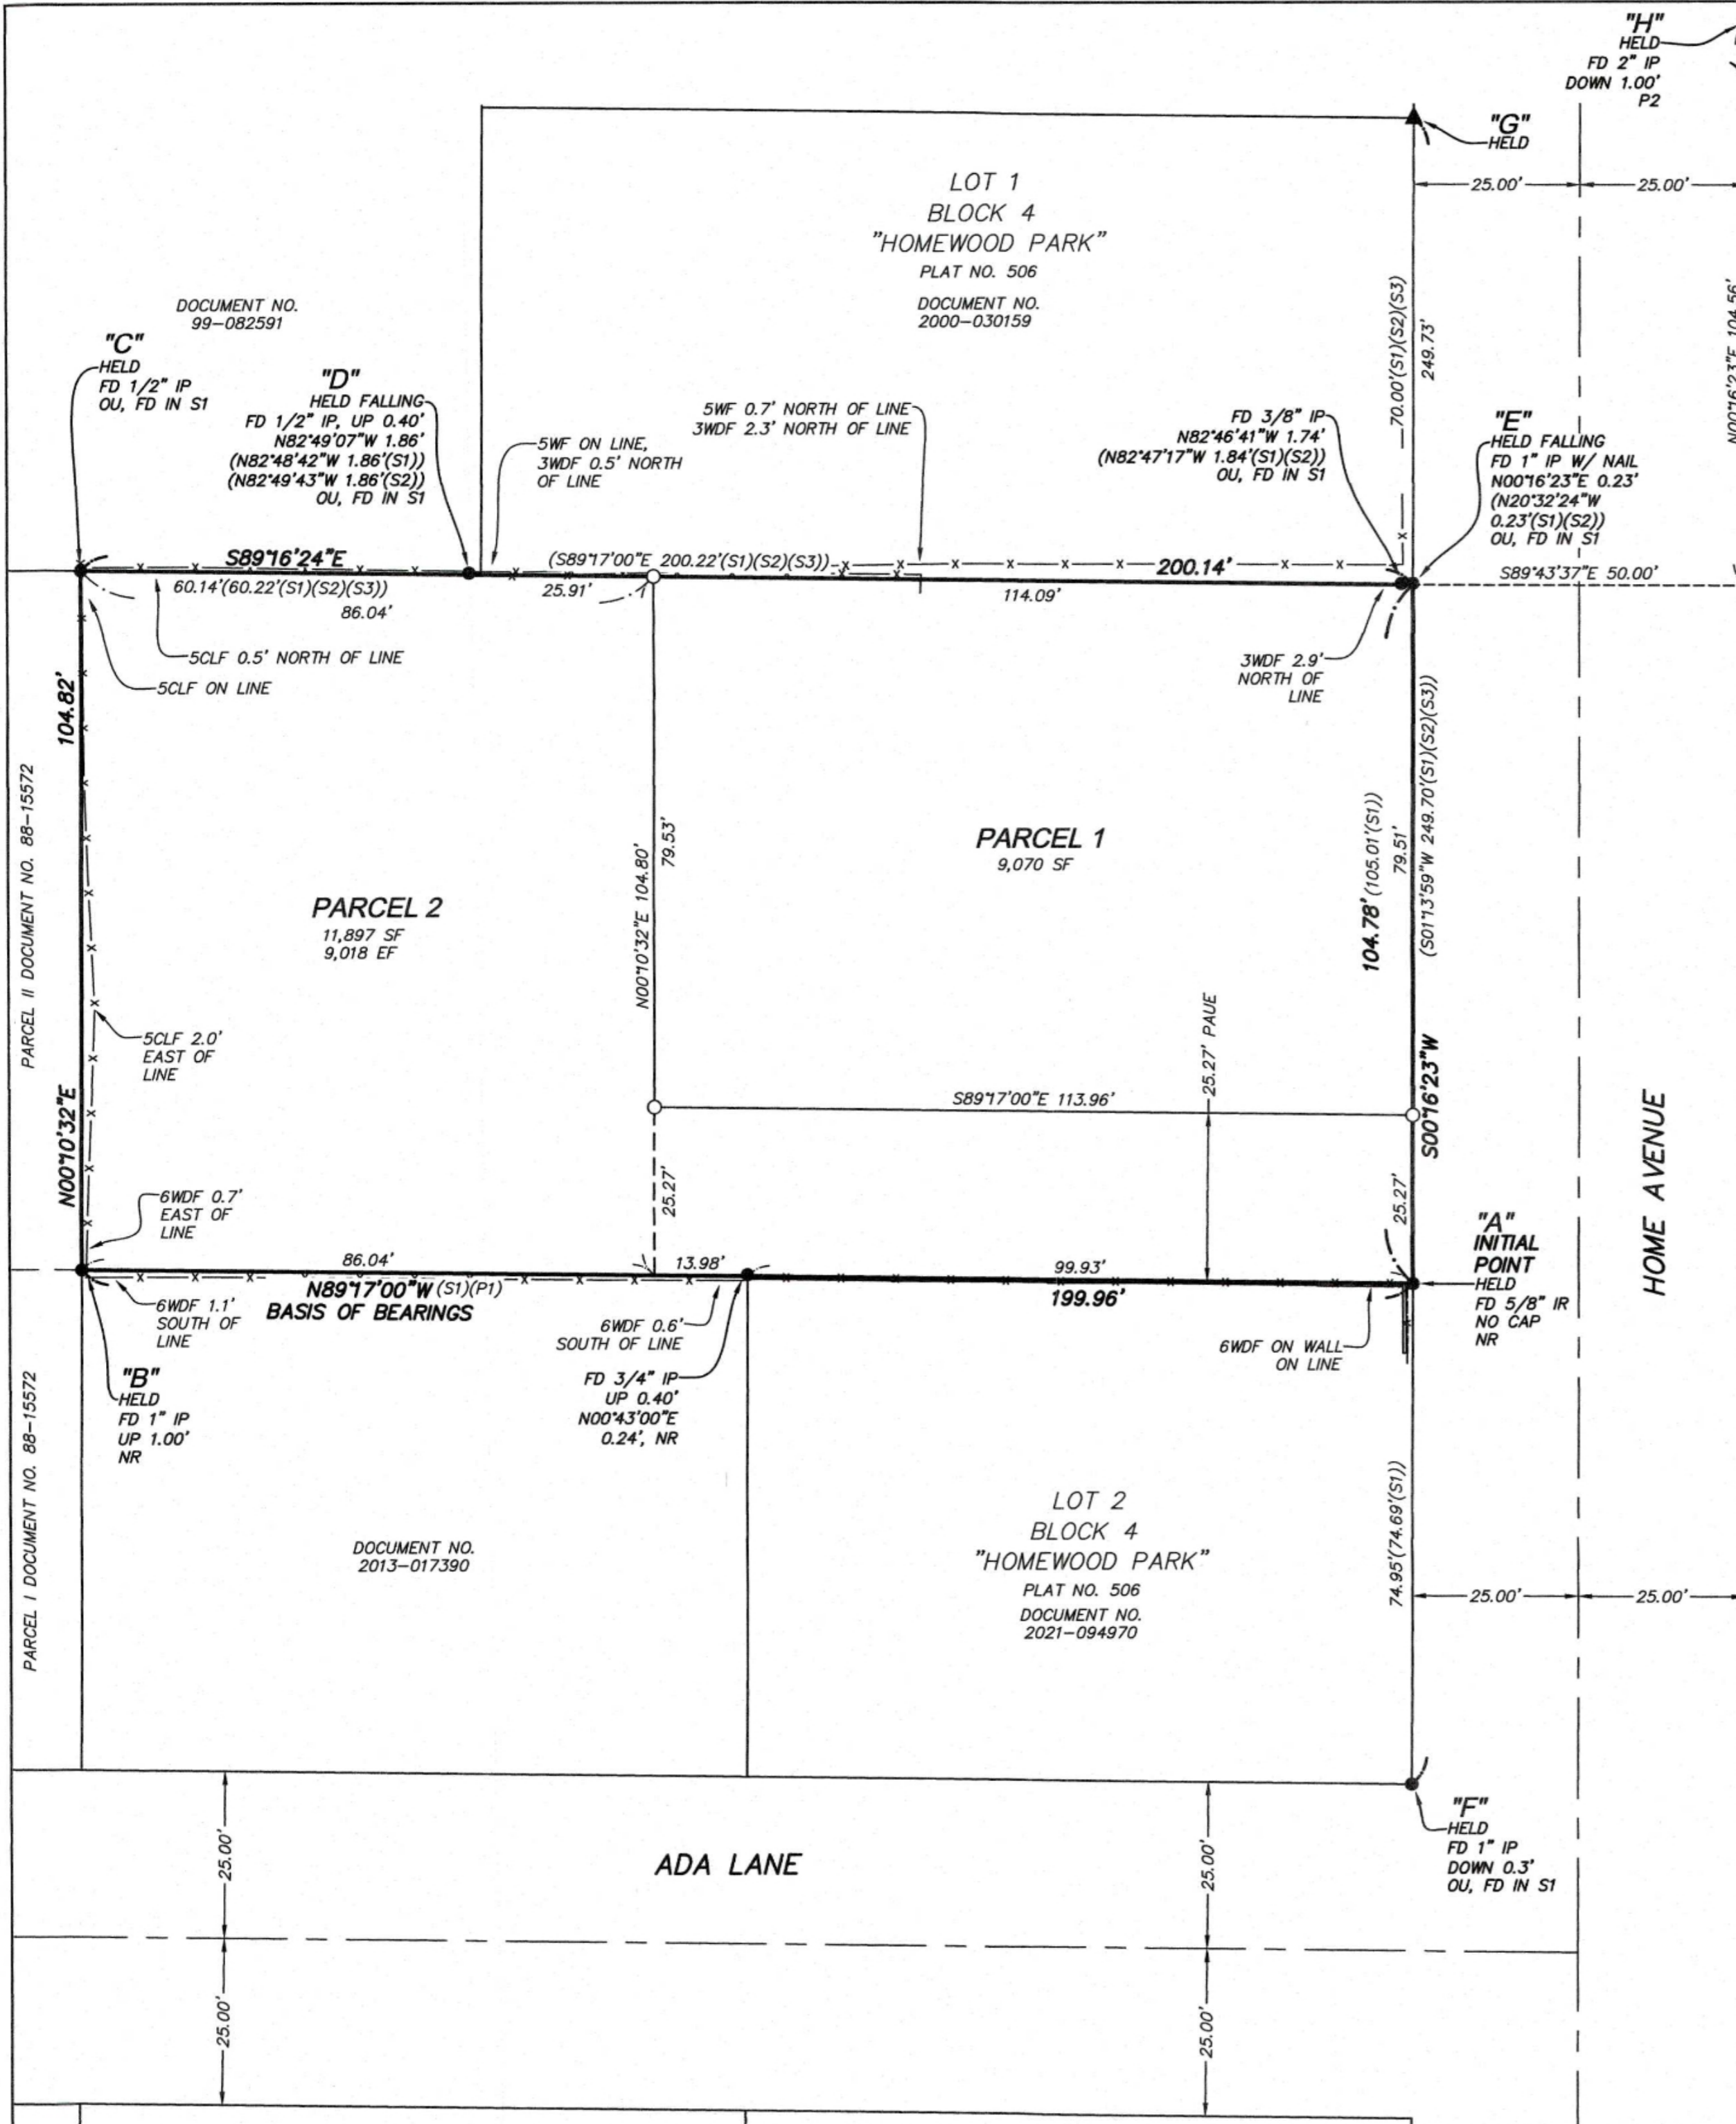 "H"
HELD
FD 2" IP
DOWN 1.00'
P2
"G"
HELD
25.00'
25.00'
LOT 1
BLOCK 4
"HOMEWOOD PARK"
PLAT NO. 506
DOCUMENT NO.
2000-030159
70.00'(S1)(S2)(S3)
249.73'
N00°16'23"E 104.56'
DOCUMENT NO.
99-082591
"C"
HELD
FD 1/2" IP
OU, FD IN S1
"D"
HELD FALLING
FD 1/2" IP, UP 0.40'
N82°49'07"W 1.86'
(N82°48'42"W 1.86'(S1))
(N82°49'43"W 1.86'(S2))
OU, FD IN S1
5WF ON LINE,
3WDF 0.5' NORTH
OF LINE
5WF 0.7' NORTH OF LINE
3WDF 2.3' NORTH OF LINE
FD 3/8" IP
N82°46'41"W 1.74'
(N82°47'17"W 1.84'(S1)(S2))
OU, FD IN S1
"E"
HELD FALLING
FD 1" IP W/ NAIL
N00°16'23"E 0.23'
(N20°32'24"W
0.23'(S1)(S2))
OU, FD IN S1
S89°16'24"E
(S89°17'00"E 200.22'(S1)(S2)(S3))
200.14'
S89°43'37"E 50.00'
60.14'(60.22'(S1)(S2)(S3))
25.91'
86.04'
114.09'
5CLF 0.5' NORTH OF LINE
5CLF ON LINE
3WDF 2.9'
NORTH OF
LINE
104.82'
N00°10'32"E
PARCEL II DOCUMENT NO. 88-15572
PARCEL 2
11,897 SF
9,018 EF
N00°10'32"E 104.80'
79.53'
PARCEL 1
9,070 SF
104.78'(105.01'(S1))
79.51'
(S01°13'59"W 249.70'(S1)(S2)(S3))
S00°16'23"W
5CLF 2.0'
EAST OF
LINE
25.27' PAUE
S89°17'00"E 113.96'
HOME AVENUE
6WDF 0.7'
EAST OF
LINE
25.27'
25.27'
"A"
INITIAL
POINT
HELD
FD 5/8" IR
NO CAP
NR
86.04'
13.98'
99.93'
N89°17'00"W (S1)(P1)
BASIS OF BEARINGS
199.96'
6WDF 1.1'
SOUTH OF
LINE
6WDF 0.6'
SOUTH OF LINE
6WDF ON WALL
ON LINE
"B"
HELD
FD 1" IP
UP 1.00'
NR
FD 3/4" IP
UP 0.40'
N00°43'00"E
0.24', NR
PARCEL I DOCUMENT NO. 88-15572
DOCUMENT NO.
2013-017390
LOT 2
BLOCK 4
"HOMEWOOD PARK"
PLAT NO. 506
DOCUMENT NO.
2021-094970
74.95'(74.69'(S1))
25.00'
25.00'
"F"
HELD
FD 1" IP
DOWN 0.3'
OU, FD IN S1
25.00'
ADA LANE
25.00'
25.00'
25.00'